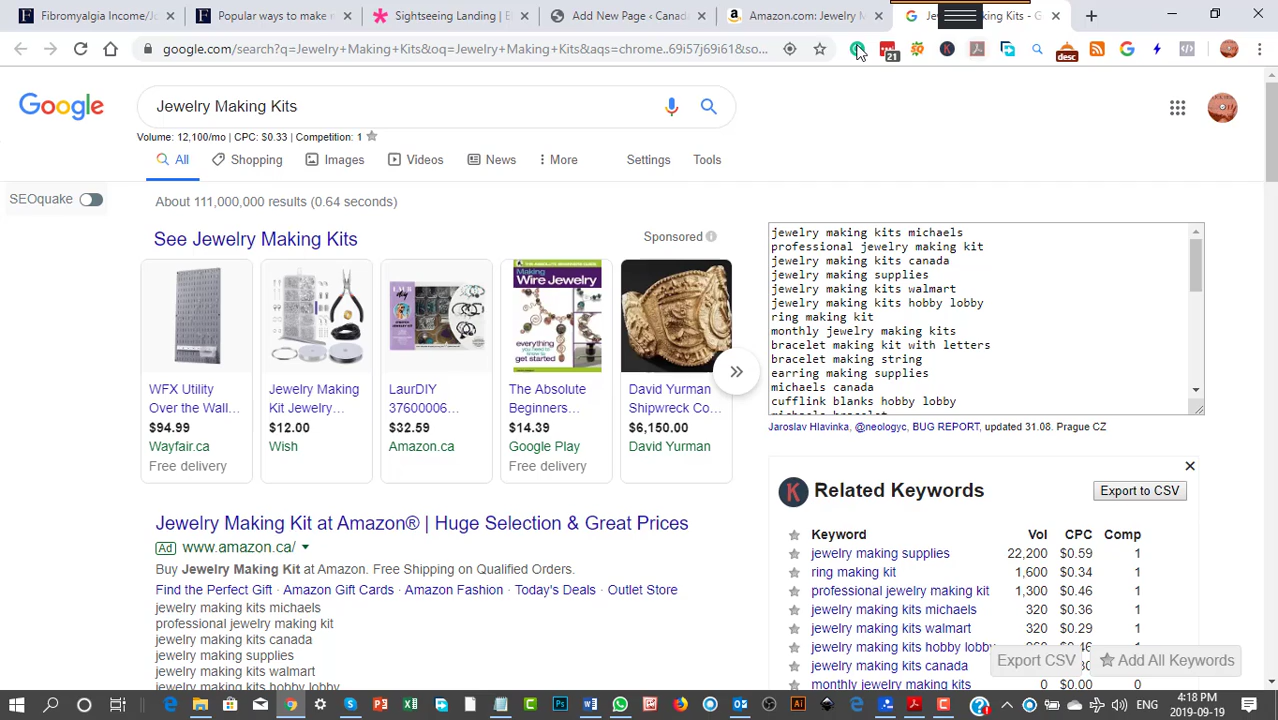 Fibromyalgia Income/Jo
Popular ways to make
Sightseeing Landing |
Add New Page ‹ Canad
Amazon.com: Jewelry M
Je
Kits - G
google.com/search?q=Jewelry+Making+Kits&oq=Jewelry+Making+Kits&aqs=chrome..69i57j69i61&so...
21
desc
Google
Jewelry Making Kits
Volume: 12,100/mo | CPC: $0.33 | Competition: 1
All
Shopping
Images
Videos
News
More
Settings
Tools
SEOquake
About 111,000,000 results (0.64 seconds)
See Jewelry Making Kits
Sponsored
Making
Wire Jewelry
everything
you need to
know to
get started
WFX Utility
Over the Wall...
$94.99
Wayfair.ca
Free delivery
Jewelry Making
Kit Jewelry...
$12.00
Wish
LaurDIY
37600006...
$32.59
Amazon.ca
The Absolute
Beginners...
$14.39
Google Play
Free delivery
David Yurman
Shipwreck Co...
$6,150.00
David Yurman
Jewelry Making Kit at Amazon® | Huge Selection & Great Prices
Ad www.amazon.ca/
Buy Jewelry Making Kit at Amazon. Free Shipping on Qualified Orders.
Find the Perfect Gift · Amazon Gift Cards · Amazon Fashion · Today's Deals · Outlet Store
jewelry making kits michaels
professional jewelry making kit
jewelry making kits canada
jewelry making supplies
jewelry making kits walmart
jewelry making kits hobby lobby
jewelry making kits michaels
professional jewelry making kit
jewelry making kits canada
jewelry making supplies
jewelry making kits walmart
jewelry making kits hobby lobby
ring making kit
monthly jewelry making kits
bracelet making kit with letters
bracelet making string
earring making supplies
michaels canada
cufflink blanks hobby lobby
michaels bracelet
Jaroslav Hlavinka, @neologyc, BUG REPORT, updated 31.08. Prague CZ
K Related Keywords
Export to CSV
Keyword Vol CPC Comp
jewelry making supplies 22,200 $0.59 1
ring making kit 1,600 $0.34 1
professional jewelry making kit 1,300 $0.46 1
jewelry making kits michaels 320 $0.36 1
jewelry making kits walmart 320 $0.29 1
jewelry making kits hobby lobby
jewelry making kits canada
monthly jewelry making kits 0 $0.00 0
Export CSV
Add All Keywords
ENG
4:18 PM
2019-09-19